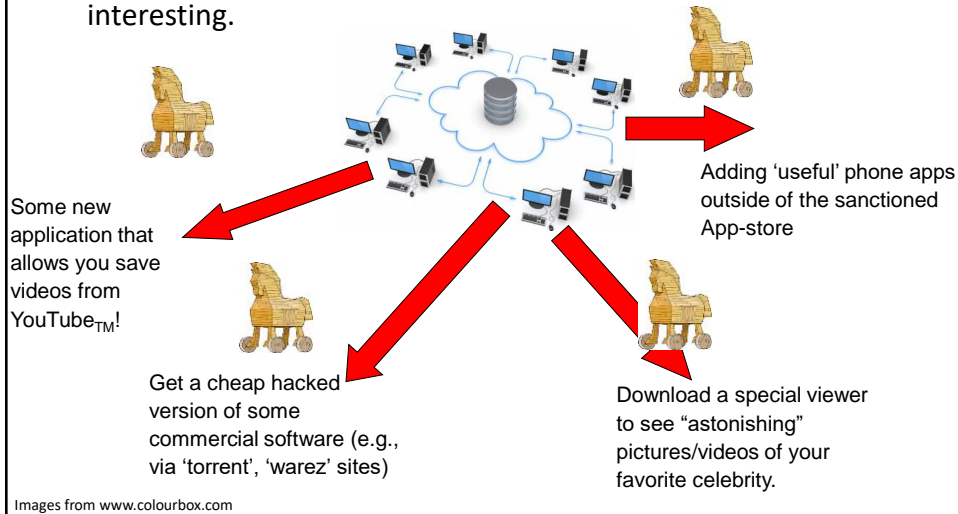 interesting.
Adding ‘useful’ phone apps
outside of the sanctioned
App-store
Some new
application that
allows you save
videos from
YouTubeTM!
Get a cheap hacked
version of some
commercial software (e.g.,
via ‘torrent’, ‘warez’ sites)
Download a special viewer
to see “astonishing”
pictures/videos of your
favorite celebrity.
Images from www.colourbox.com